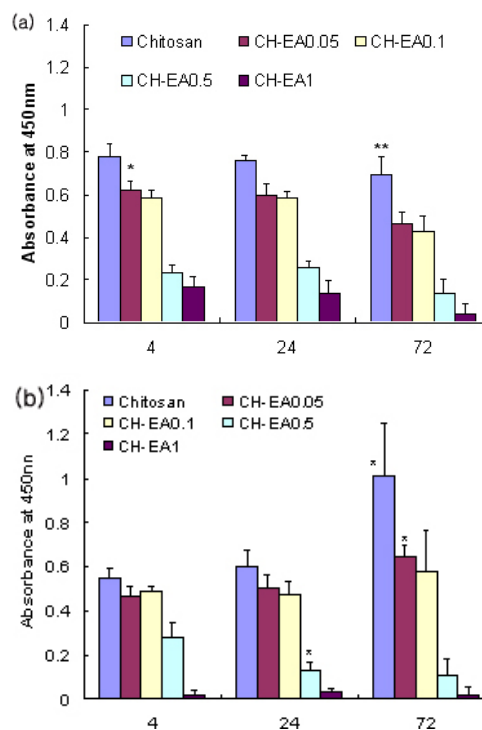 (a)
1.4
Chitosan CH-EA0.05 CH-EA0.1
1.2
CH-EA0.5 CH-EA1
1
0.8
0.6
0.4
0.2
0
Absorbance at 450nm
*
**
4 24 72
(b)
1.4
Chitosan CH-EA0.05
1.2
CH-EA0.1 CH-EA0.5
CH-EA1
1
0.8
0.6
0.4
0.2
0
Absorbance at 450nn
*
*
*
4 24 72